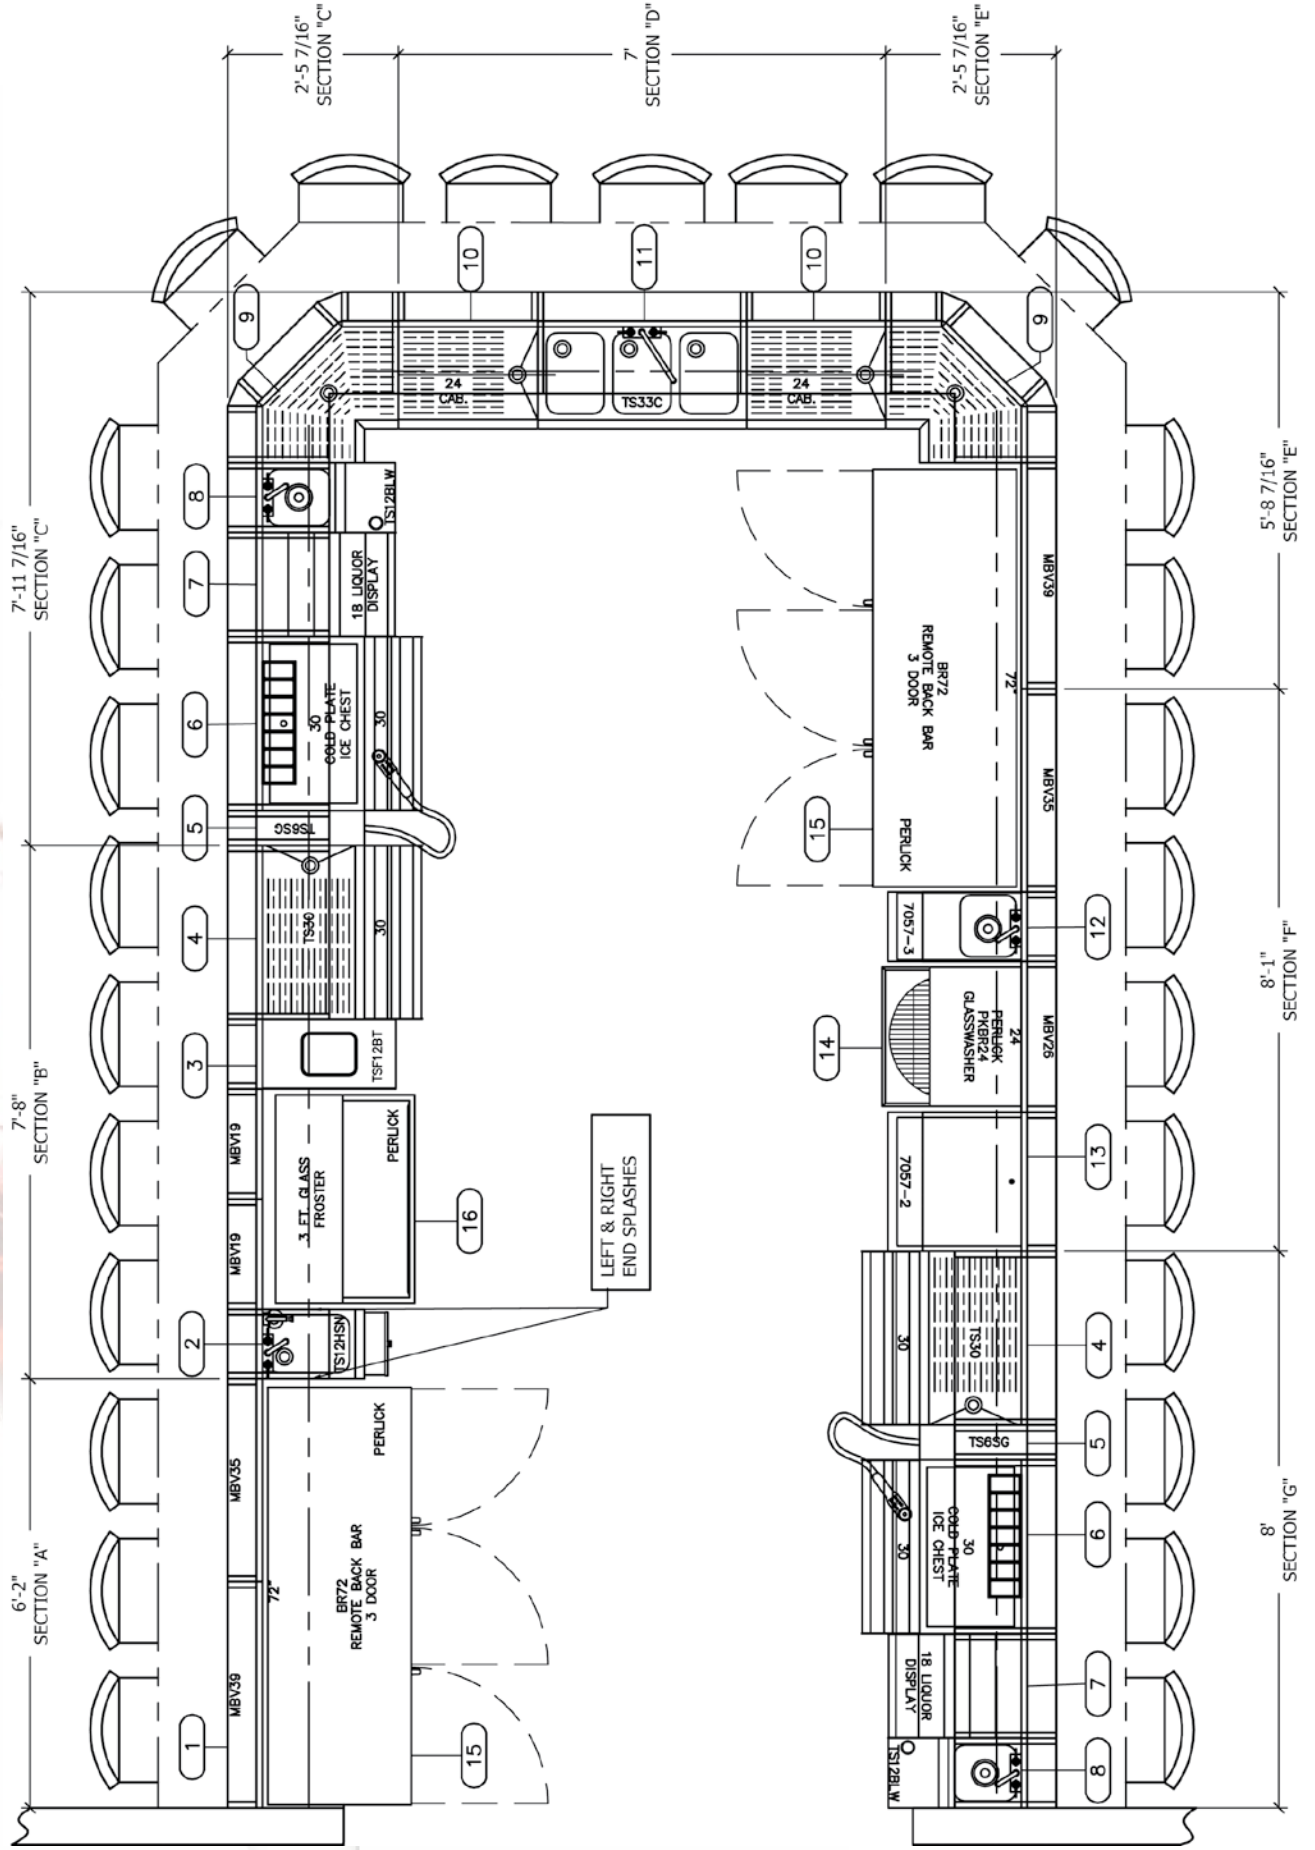 2'-5 7/16"
SECTION "C"
7'
SECTION "D"
2'-5 7/16"
SECTION "E"
10
11
10
9
9
24
CAB.
TS33C
24
CAB.
7'-11 7/16"
SECTION "C"
8
TS12BLW
7
18 LIQUOR
DISPLAY
6
30
COLD PLATE
ICE CHEST
30
5
TS6SG
7'-8"
SECTION "B"
4
TS30
30
3
TSF12BT
MBV19
MBV19
3 FT. GLASS
FROSTER
PERLICK
16
2
TS12HSN
LEFT & RIGHT
END SPLASHES
6'-2"
SECTION "A"
MBV35
MBV39
72"
BR72
REMOTE BACK BAR
3 DOOR
PERLICK
1
15
5'-8 7/16"
SECTION "E"
MBV39
BR72
REMOTE BACK BAR
3 DOOR
72"
PERLICK
15
MBV35
8'-1"
SECTION "F"
7057-3
12
14
PERLICK
PKBR24
GLASSWASHER
24
MBV26
7057-2
13
8'
SECTION "G"
30
TS30
4
TS6SG
5
30
30
COLD PLATE
ICE CHEST
6
18 LIQUOR
DISPLAY
7
TS12BLW
8